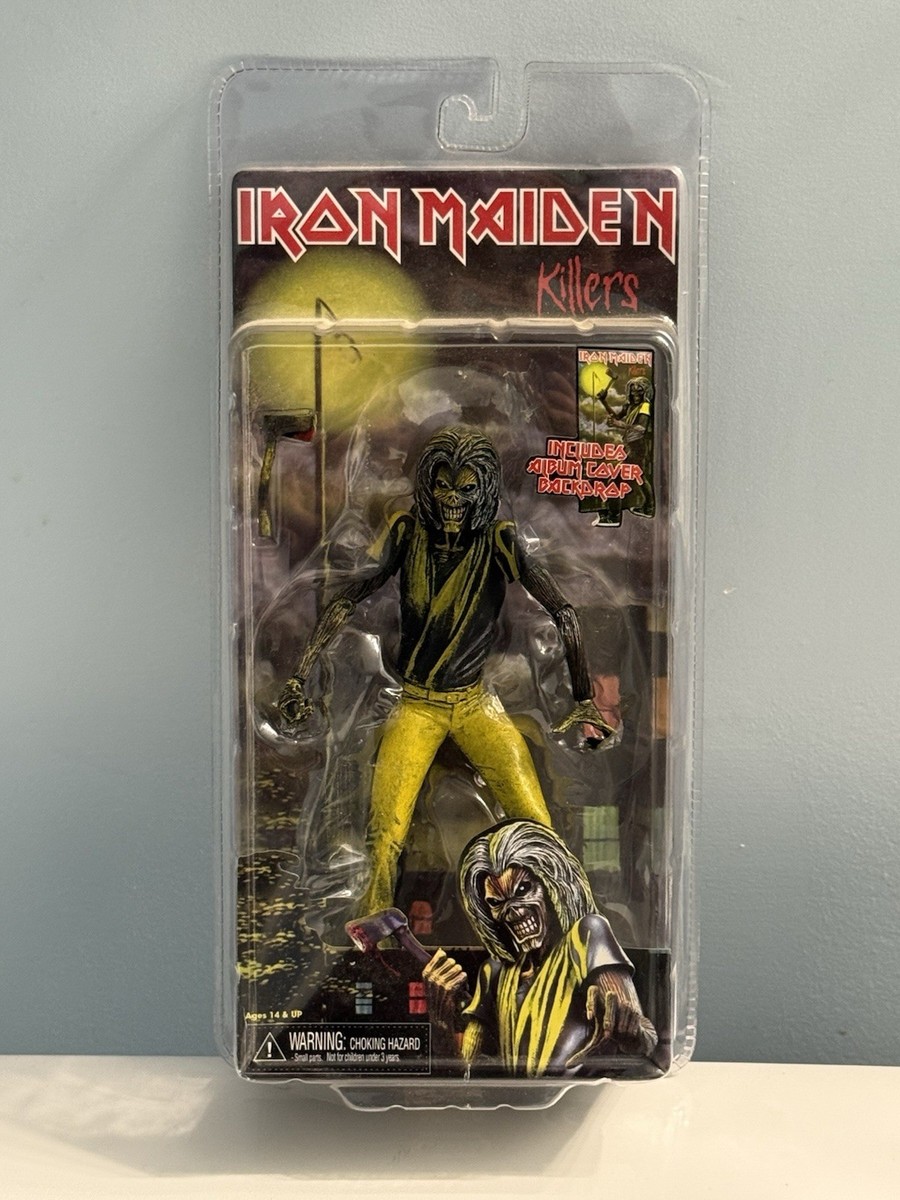 IRON MAIDEN
Killers
IRON MAIDEN
Killers
INCLUDES
ALBUM COVER
BACKDROP
Ages 14 & UP
WARNING: CHOKING HAZARD
- Small parts. Not for children under 3 years.